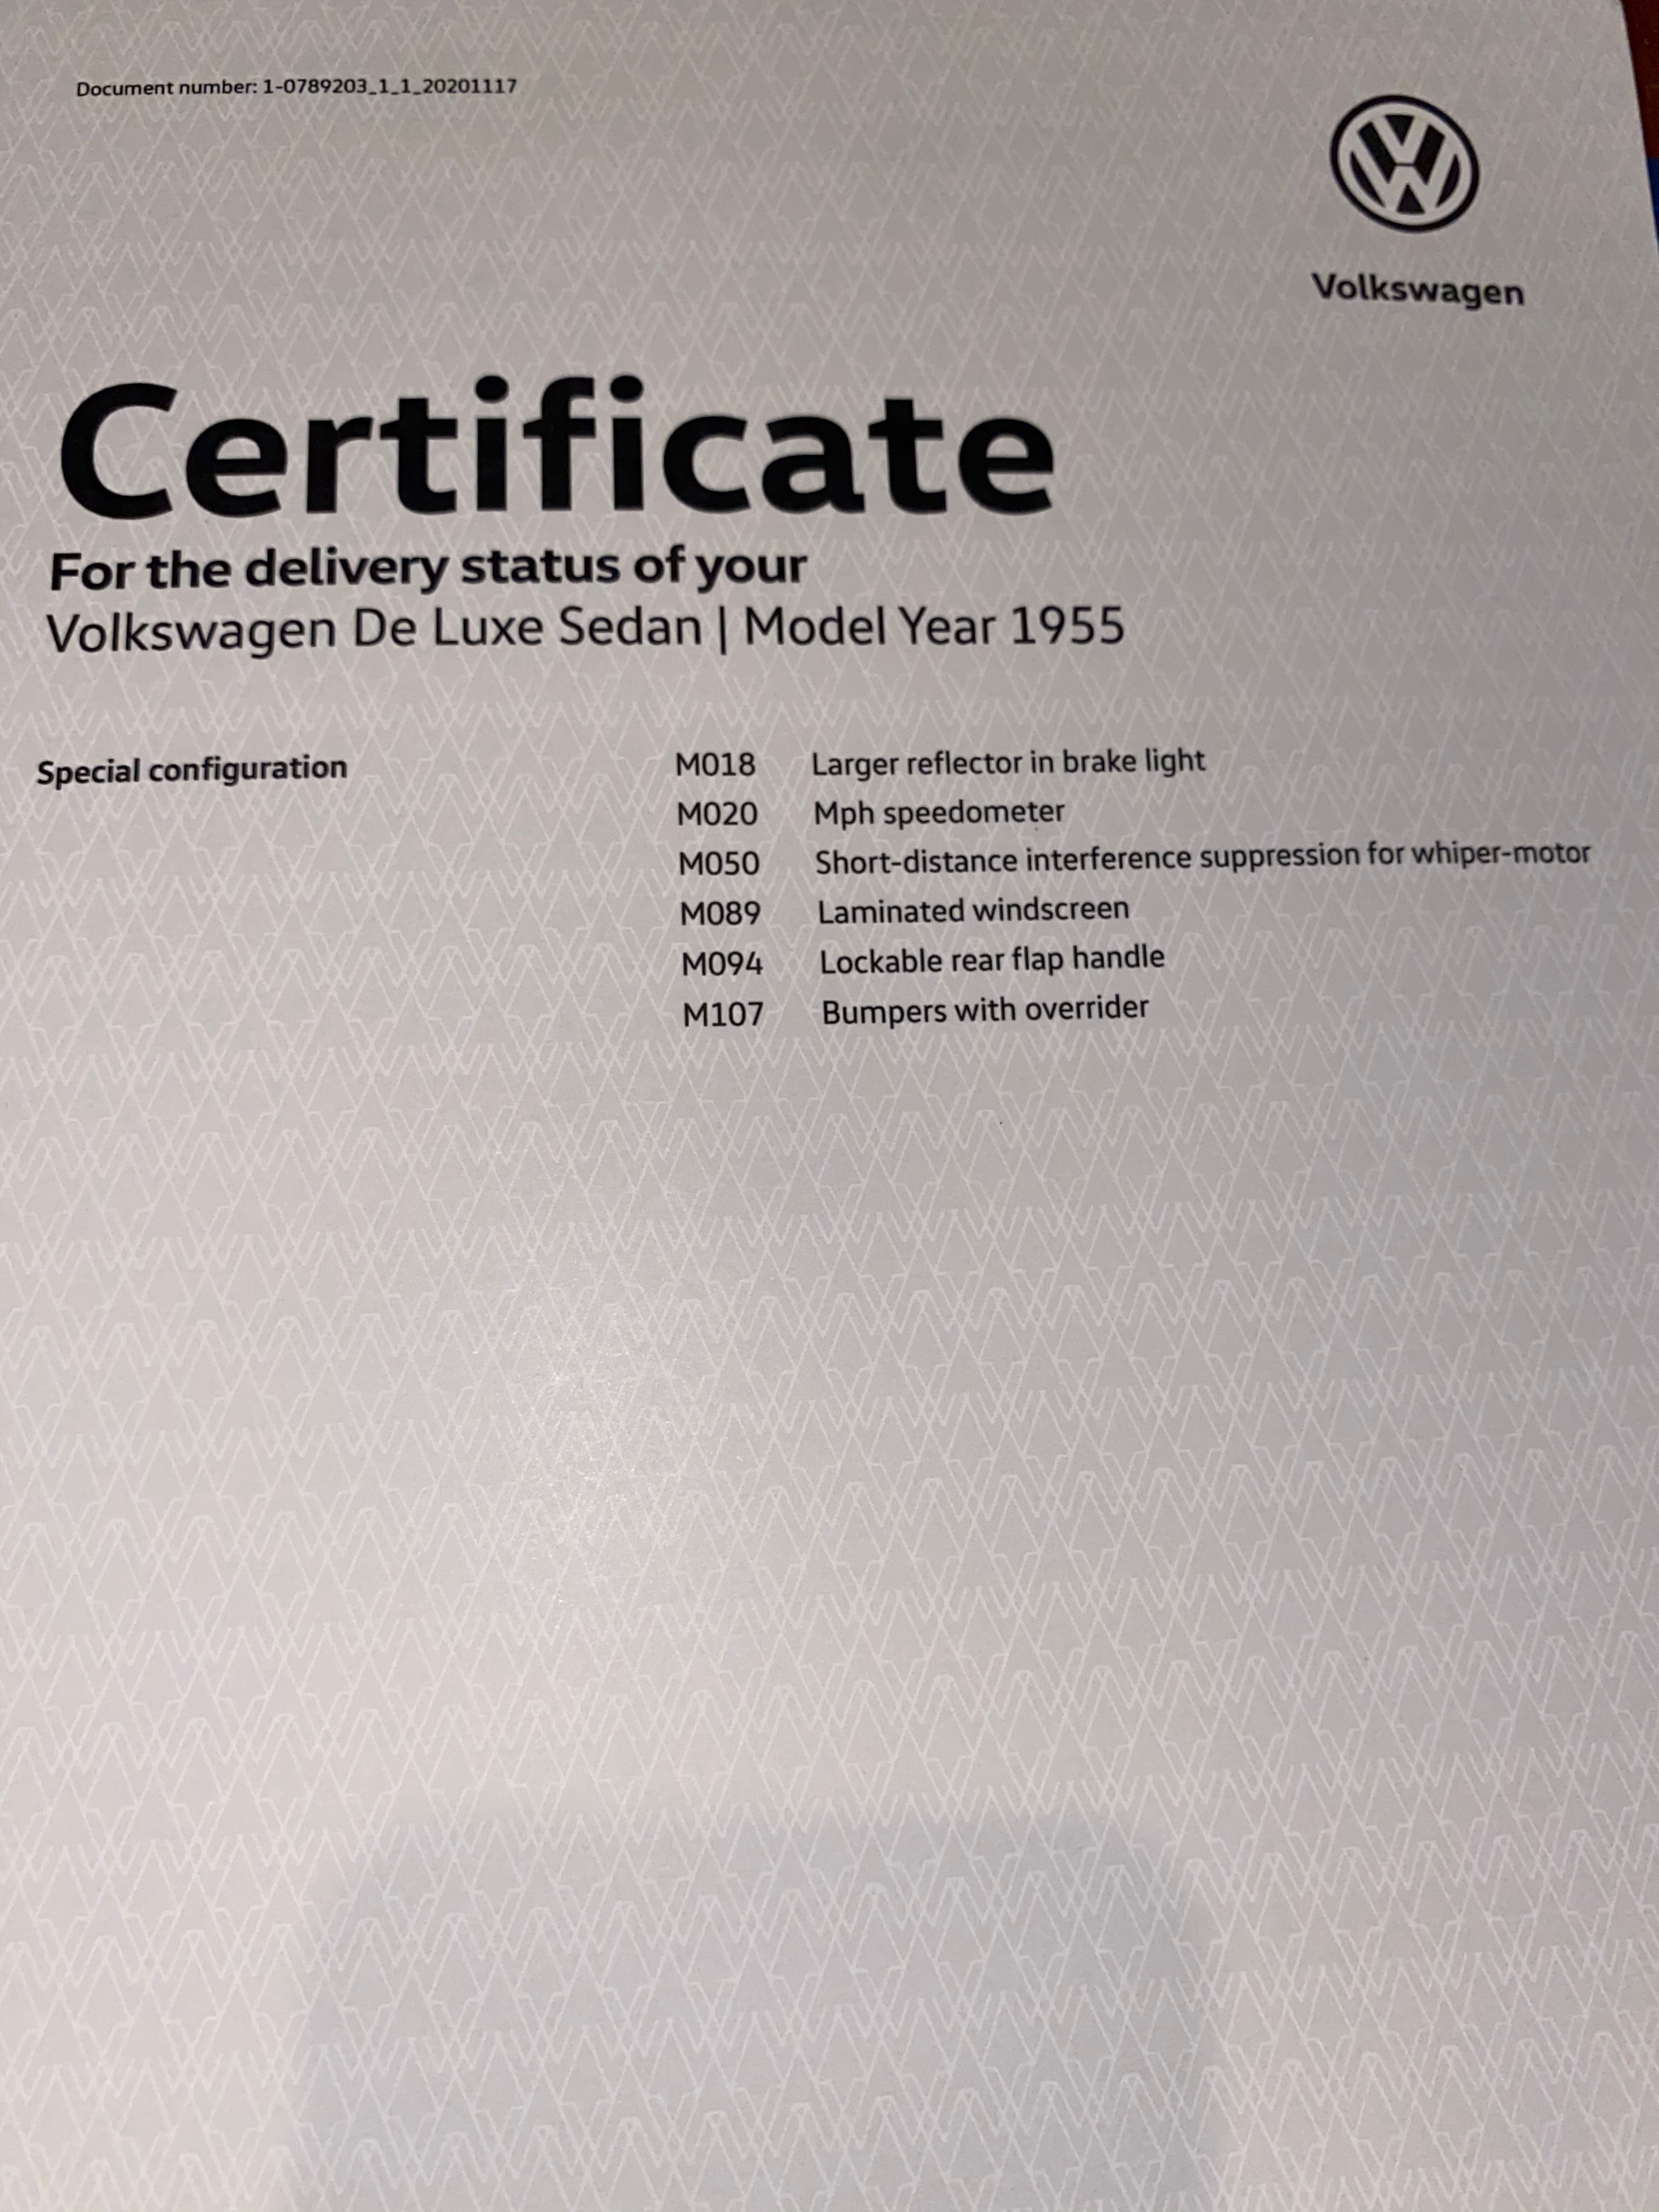 Document number: 1-0789203_1_1_20201117
Volkswagen
Certificate
For the delivery status of your
Volkswagen De Luxe Sedan | Model Year 1955
Special configuration
M018 Larger reflector in brake light
M020 Mph speedometer
M050 Short-distance interference suppression for whiper-motor
M089 Laminated windscreen
M094 Lockable rear flap handle
M107 Bumpers with overrider